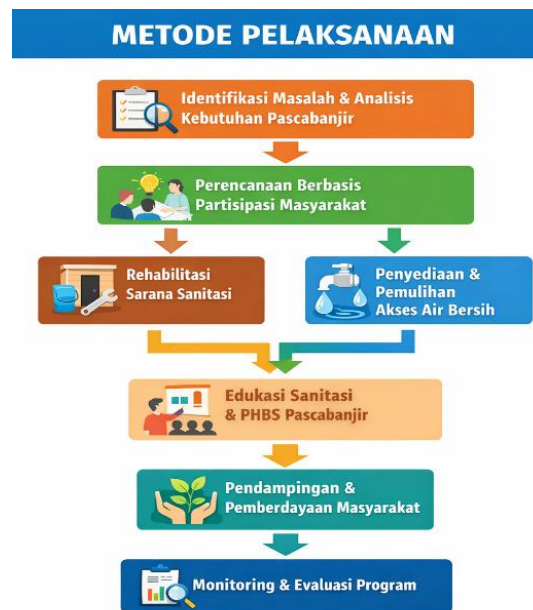 METODE PELAKSANAAN
Identifikasi Masalah & Analisis
Kebutuhan Pascabanjir
Perencanaan Berbasis
Partisipasi Masyarakat
Rehabilitasi
Sarana Sanitasi
Penyediaan &
Pemulihan
Akses Air Bersih
Edukasi Sanitasi
& PHBS Pascabanjir
Pendampingan &
Pemberdayaan Masyarakat
Monitoring & Evaluasi Program